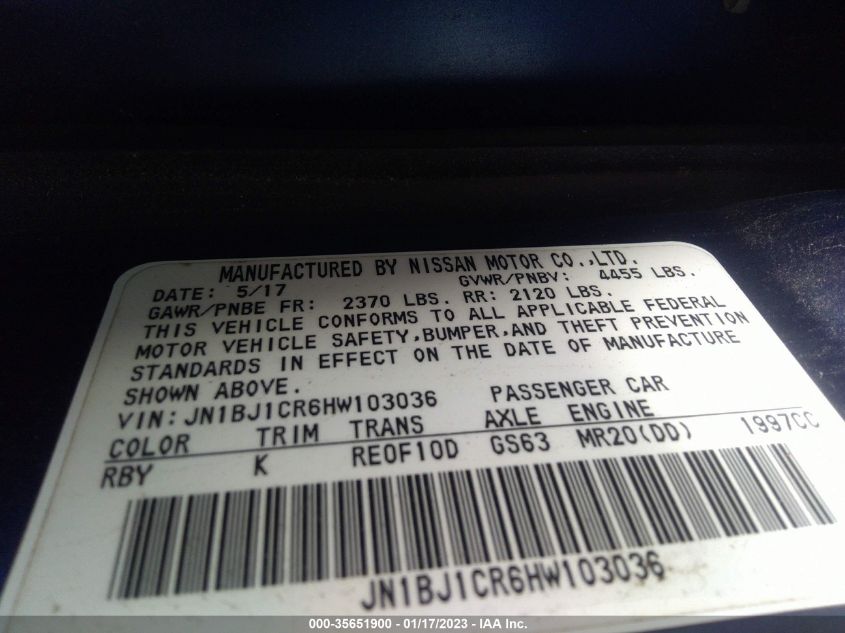 MANUFACTURED BY NISSAN MOTOR CO.,LTD.
DATE: 5/17 GVWR/PNBV: 4455 LBS.
GAWR/PNBE FR: 2370 LBS. RR: 2120 LBS.
THIS VEHICLE CONFORMS TO ALL APPLICABLE FEDERAL
MOTOR VEHICLE SAFETY,BUMPER,AND THEFT PREVENTION
STANDARDS IN EFFECT ON THE DATE OF MANUFACTURE
SHOWN ABOVE.
VIN:JN1BJ1CR6HW103036 PASSENGER CAR
COLOR TRIM TRANS AXLE ENGINE
RBY K RE0F10D GS63 MR20(DD) 1997CC
JN1BJ1CR6HW103036
000-35651900 - 01/17/2023 - IAA Inc.